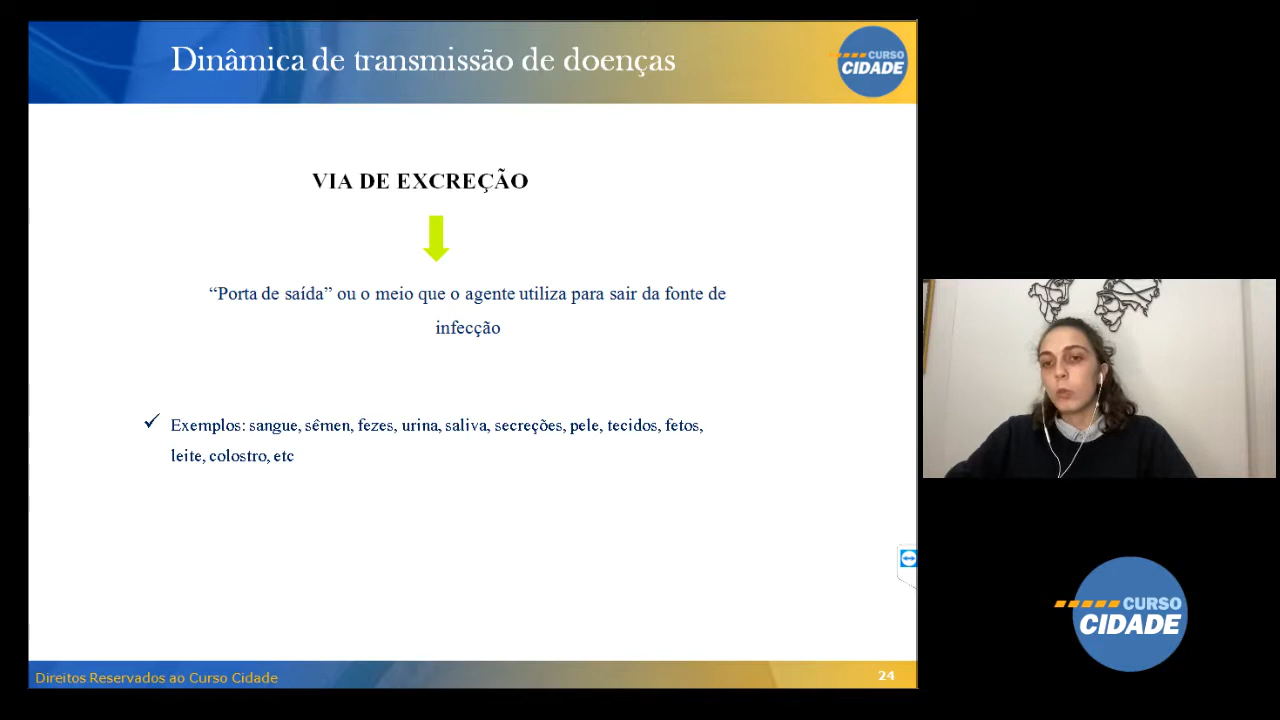 Dinâmica de transmissão de doenças
CURSO
CIDADE
VIA DE EXCREÇÃO
“Porta de saída” ou o meio que o agente utiliza para sair da fonte de
infecção
Exemplos: sangue, sêmen, fezes, urina, saliva, secreções, pele, tecidos, fetos,
leite, colostro, etc
Direitos Reservados ao Curso Cidade
24
CURSO
CIDADE